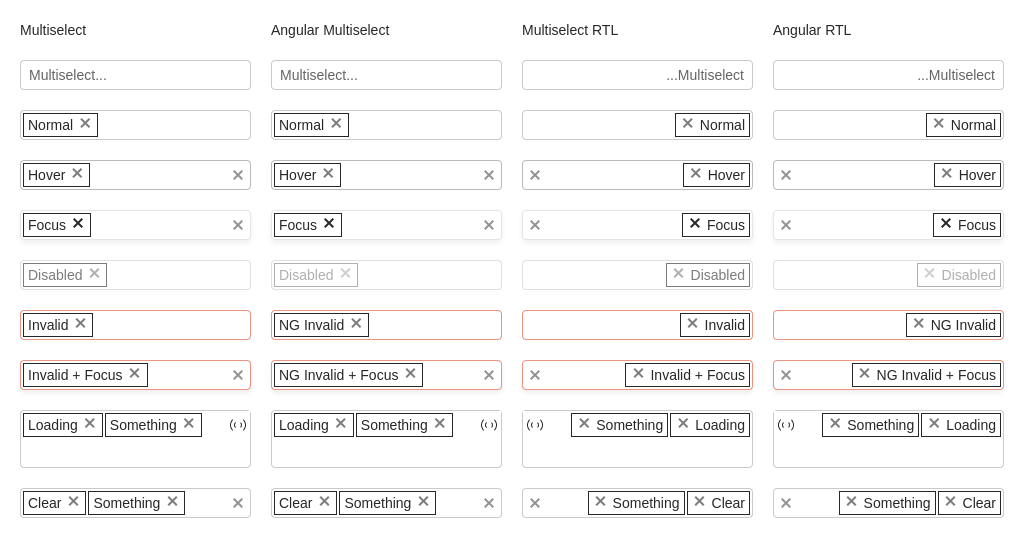 Multiselect Angular Multiselect Multiselect RTL Angular RTL
Multiselect... Multiselect... ...Multiselect ...Multiselect
Normal Normal Normal Normal
Hover Hover Hover Hover
Focus Focus Focus Focus
Disabled Disabled Disabled Disabled
Invalid NG Invalid Invalid NG Invalid
Invalid + Focus NG Invalid + Focus Invalid + Focus NG Invalid + Focus
Loading Something Loading Something Something Loading Something Loading
Clear Something Clear Something Something Clear Something Clear